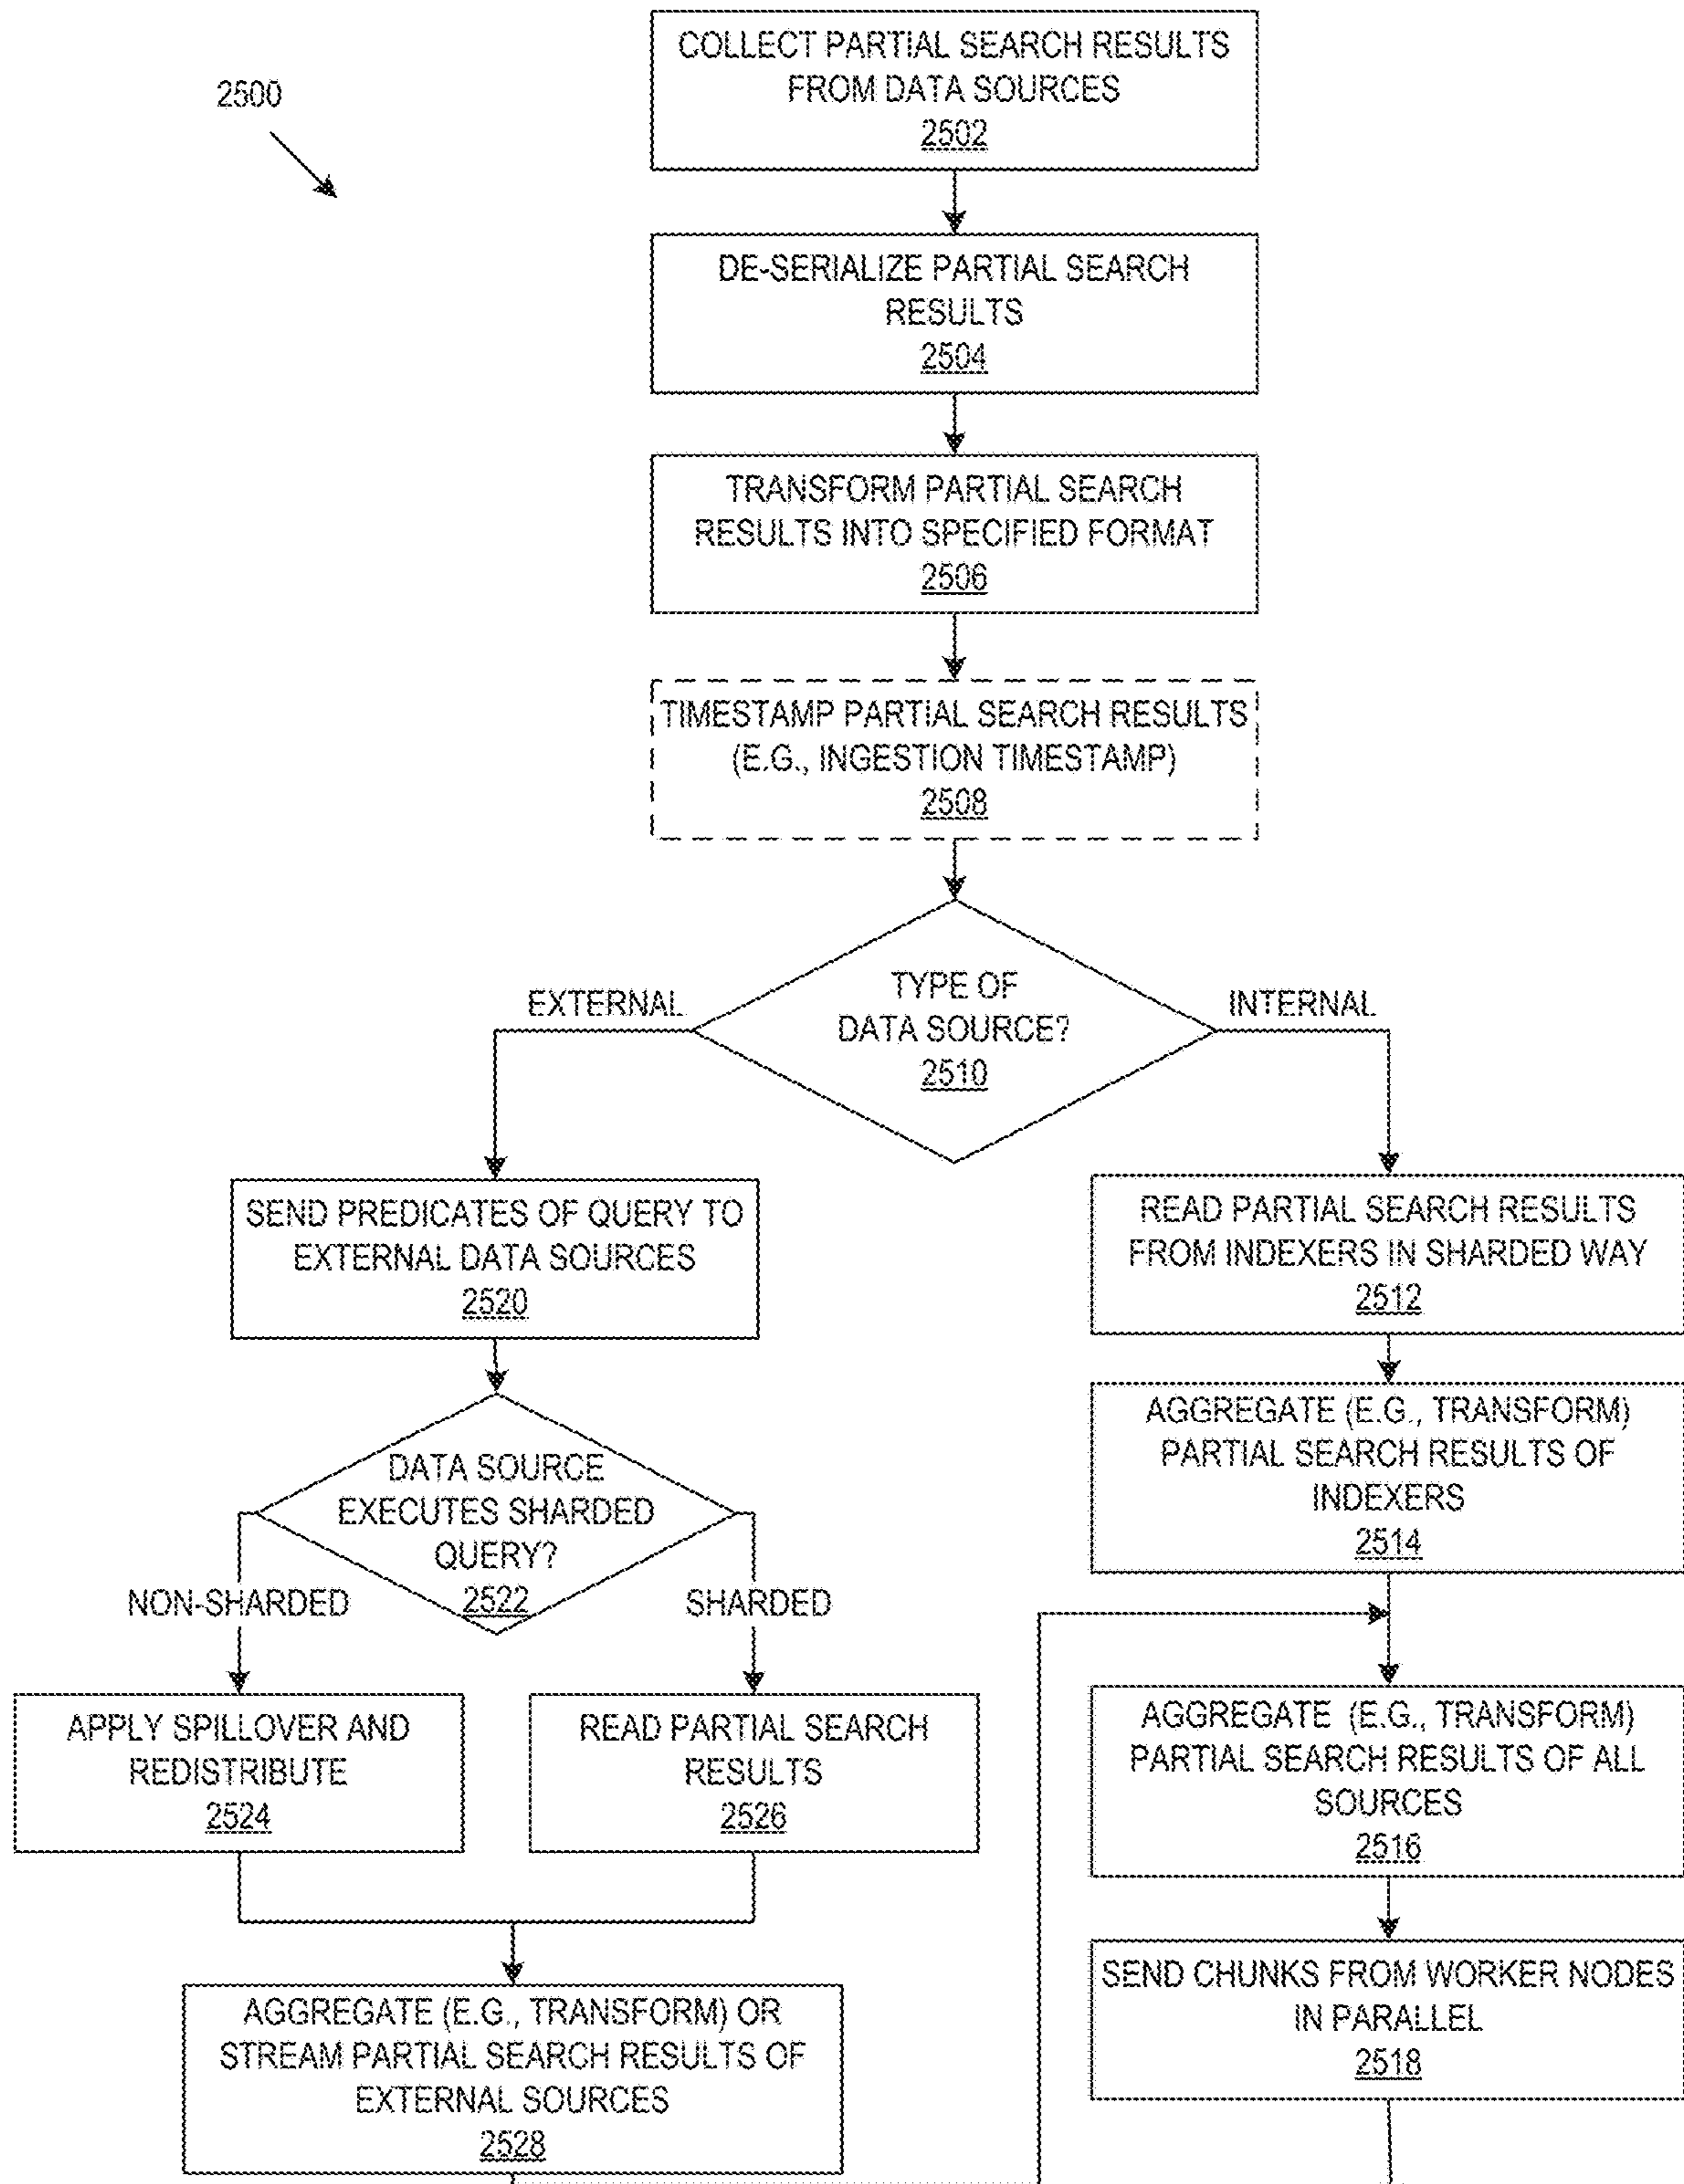 2500
COLLECT PARTIAL SEARCH RESULTS
FROM DATA SOURCES
2502
DE-SERIALIZE PARTIAL SEARCH
RESULTS
2504
TRANSFORM PARTIAL SEARCH
RESULTS INTO SPECIFIED FORMAT
2506
TIMESTAMP PARTIAL SEARCH RESULTS
(E.G., INGESTION TIMESTAMP)
2508
TYPE OF
DATA SOURCE?
2510
EXTERNAL
INTERNAL
SEND PREDICATES OF QUERY TO
EXTERNAL DATA SOURCES
2520
DATA SOURCE
EXECUTES SHARDED
QUERY?
2522
NON-SHARDED
SHARDED
APPLY SPILLOVER AND
REDISTRIBUTE
2524
READ PARTIAL SEARCH
RESULTS
2526
AGGREGATE (E.G., TRANSFORM) OR
STREAM PARTIAL SEARCH RESULTS OF
EXTERNAL SOURCES
2528
READ PARTIAL SEARCH RESULTS
FROM INDEXERS IN SHARDED WAY
2512
AGGREGATE (E.G., TRANSFORM)
PARTIAL SEARCH RESULTS OF
INDEXERS
2514
AGGREGATE (E.G., TRANSFORM)
PARTIAL SEARCH RESULTS OF ALL
SOURCES
2516
SEND CHUNKS FROM WORKER NODES
IN PARALLEL
2518